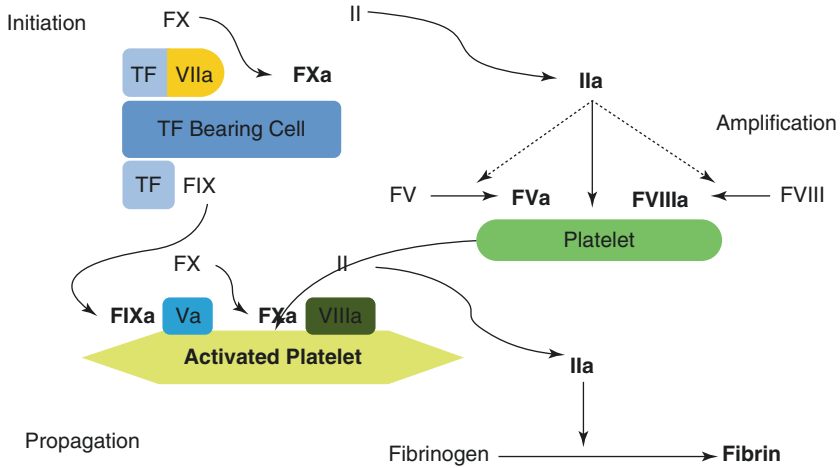 Initiation
FX
II
TF
VIIa
FXa
IIa
TF Bearing Cell
Amplification
TF
FIX
FV
FVa
FVIIIa
FVIII
Platelet
FX
II
FIXa
Va
FXa
VIIIa
Activated Platelet
IIa
Propagation
Fibrinogen
Fibrin